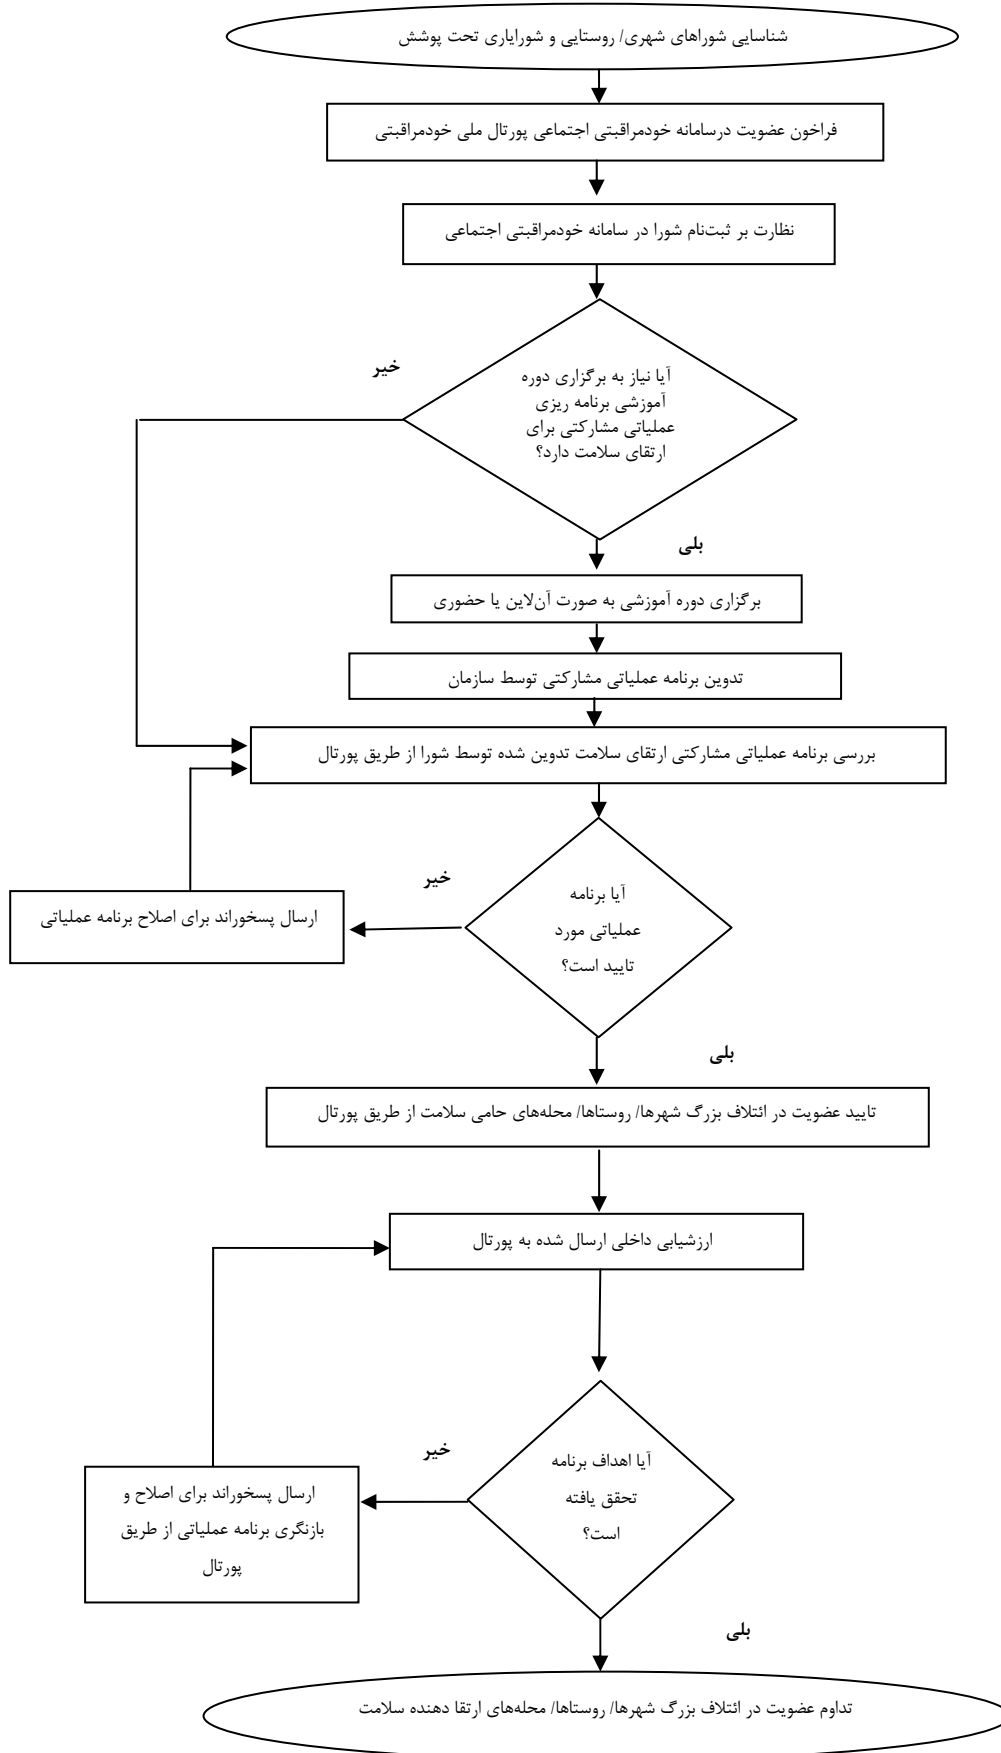 شناسایی شوراهای شهری/ روستایی و شورایاری تحت پوشش
فراخون عضویت درسامانه خودمراقبتی اجتماعی پورتال ملی خودمراقبتی
نظارت بر ثبت‌نام شورا در سامانه خودمراقبتی اجتماعی
خیر
آیا نیاز به برگزاری دوره
آموزشی برنامه ریزی
عملیاتی مشارکتی برای
ارتقای سلامت دارد؟
بلی
برگزاری دوره آموزشی به صورت آن‌لاین یا حضوری
تدوین برنامه عملیاتی مشارکتی توسط سازمان
بررسی برنامه عملیاتی مشارکتی ارتقای سلامت تدوین شده توسط شورا از طریق پورتال
خیر
آیا برنامه
عملیاتی مورد
تایید است؟
ارسال پسخوراند برای اصلاح برنامه عملیاتی
بلی
تایید عضویت در ائتلاف بزرگ شهرها/ روستاها/ محله‌های حامی سلامت از طریق پورتال
ارزشیابی داخلی ارسال شده به پورتال
خیر
آیا اهداف برنامه
تحقق یافته
است؟
ارسال پسخوراند برای اصلاح و
بازنگری برنامه عملیاتی از طریق
پورتال
بلی
تداوم عضویت در ائتلاف بزرگ شهرها/ روستاها/ محله‌های ارتقا دهنده سلامت